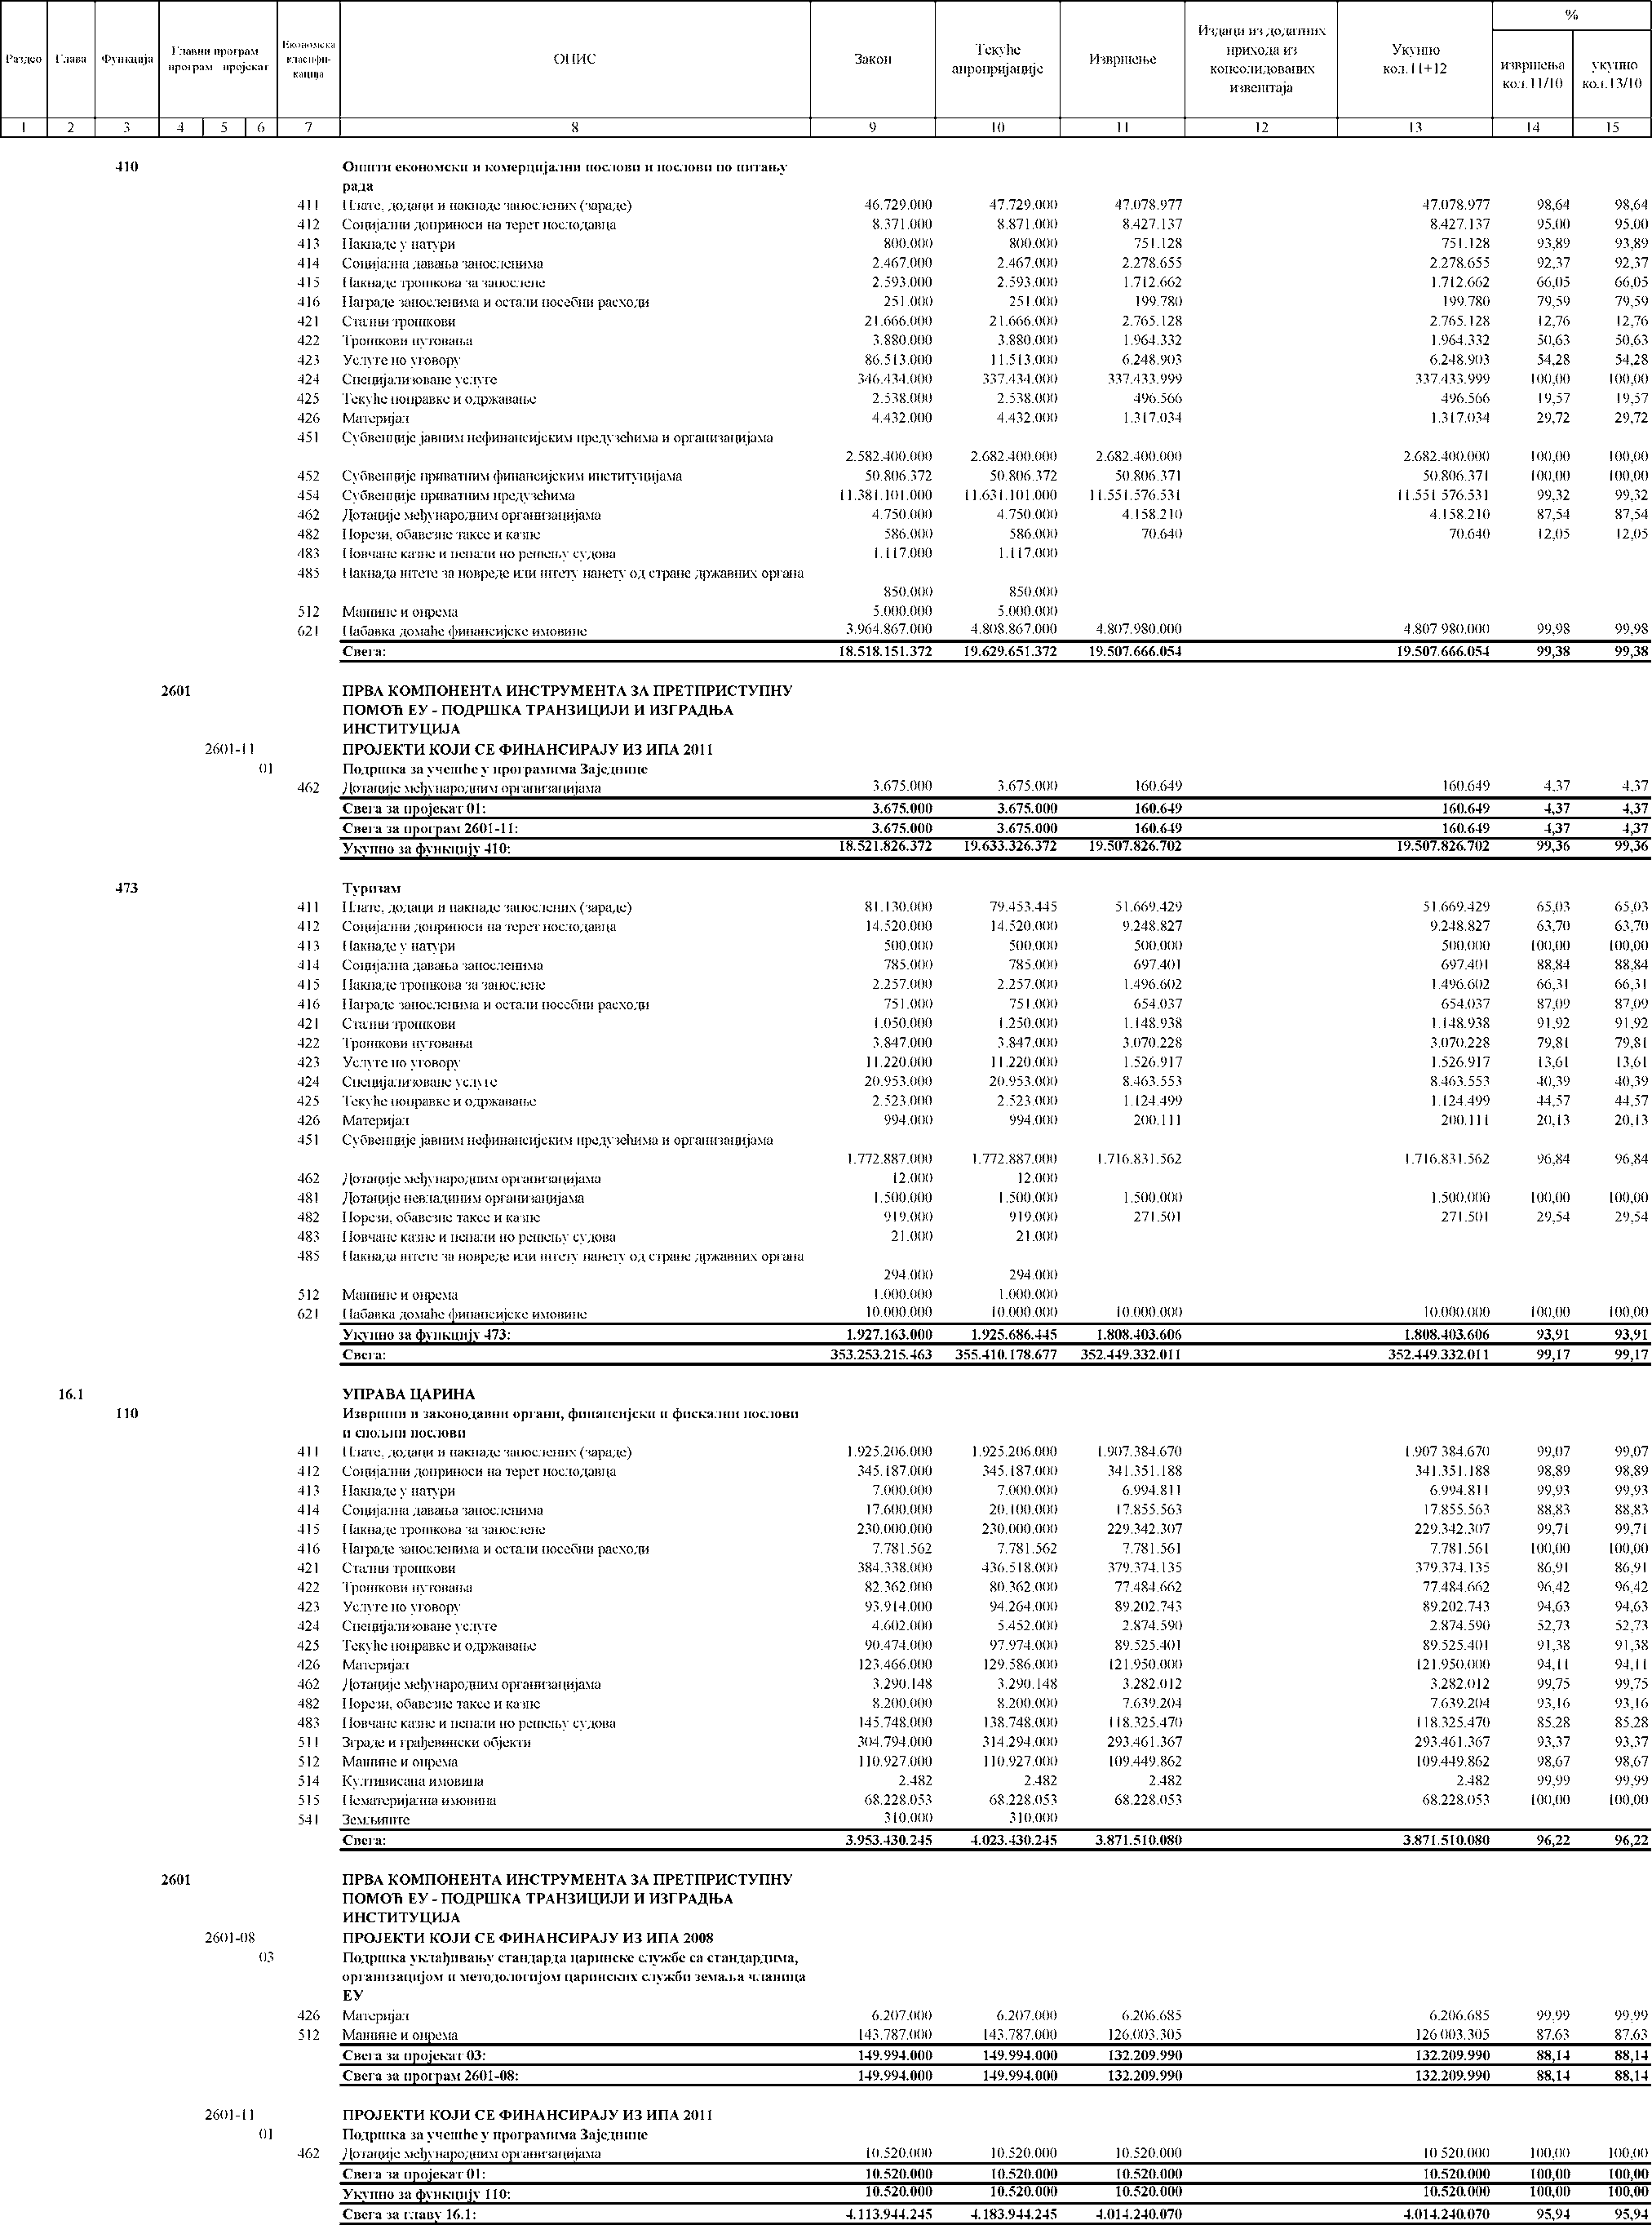 Раздео Глава Функција Главни програм програм пројекат Економска класифи-кација ОПИС Закон Текуће апропријације Извршење Издаци из додатних прихода из консолидованих извештаја Укупно кол.11+12 % извршења кол.11/10 укупно кол.13/10
1 2 3 4 5 6 7 8 9 10 11 12 13 14 15
410 Општи економски и комерцијални послови и послови по питању
рада
411 Плате, додаци и накнаде запослених (зараде) 46.729.000 47.729.000 47.078.977 47.078.977 98,64 98,64
412 Социјални доприноси на терет послодавца 8.371.000 8.871.000 8.427.137 8.427.137 95,00 95,00
413 Накнаде у натури 800.000 800.000 751.128 751.128 93,89 93,89
414 Социјална давања запосленима 2.467.000 2.467.000 2.278.655 2.278.655 92,37 92,37
415 Накнаде трошкова за запослене 2.593.000 2.593.000 1.712.662 1.712.662 66,05 66,05
416 Награде запосленима и остали посебни расходи 251.000 251.000 199.780 199.780 79,59 79,59
421 Стални трошкови 21.666.000 21.666.000 2.765.128 2.765.128 12,76 12,76
422 Трошкови путовања 3.880.000 3.880.000 1.964.332 1.964.332 50,63 50,63
423 Услуге по уговору 86.513.000 11.513.000 6.248.903 6.248.903 54,28 54,28
424 Специјализоване услуге 346.434.000 337.434.000 337.433.999 337.433.999 100,00 100,00
425 Текуће поправке и одржавање 2.538.000 2.538.000 496.566 496.566 19,57 19,57
426 Материјал 4.432.000 4.432.000 1.317.034 1.317.034 29,72 29,72
451 Субвенције јавним нефинансијским предузећима и организацијама
2.582.400.000 2.682.400.000 2.682.400.000 2.682.400.000 100,00 100,00
452 Субвенције приватним финансијским институцијама 50.806.372 50.806.372 50.806.371 50.806.371 100,00 100,00
454 Субвенције приватним предузећима 11.381.101.000 11.631.101.000 11.551.576.531 11.551.576.531 99,32 99,32
462 Дотације међународним организацијама 4.750.000 4.750.000 4.158.210 4.158.210 87,54 87,54
482 Порези, обавезне таксе и казне 586.000 586.000 70.640 70.640 12,05 12,05
483 Новчане казне и пенали по решењу судова 1.117.000 1.117.000
485 Накнада штете за повреде или штету нанету од стране државних органа
850.000 850.000
512 Машине и опрема 5.000.000 5.000.000
621 Набавка домаће финансијске имовине 3.964.867.000 4.808.867.000 4.807.980.000 4.807.980.000 99,98 99,98
Свега: 18.518.151.372 19.629.651.372 19.507.666.054 19.507.666.054 99,38 99,38
2601 ПРВА КОМПОНЕНТА ИНСТРУМЕНТА ЗА ПРЕТПРИСТУПНУ
ПОМОЋ ЕУ - ПОДРШКА ТРАНЗИЦИЈИ И ИЗГРАДЊА
ИНСТИТУЦИЈА
2601-11 ПРОЈЕКТИ КОЈИ СЕ ФИНАНСИРАЈУ ИЗ ИПА 2011
01 Подршка за учешће у програмима Заједнице
462 Дотације међународним организацијама 3.675.000 3.675.000 160.649 160.649 4,37 4,37
Свега за пројекат 01: 3.675.000 3.675.000 160.649 160.649 4,37 4,37
Свега за програм 2601-11: 3.675.000 3.675.000 160.649 160.649 4,37 4,37
Укупно за функцију 410: 18.521.826.372 19.633.326.372 19.507.826.702 19.507.826.702 99,36 99,36
473 Туризам
411 Плате, додаци и накнаде запослених (зараде) 81.130.000 79.453.445 51.669.429 51.669.429 65,03 65,03
412 Социјални доприноси на терет послодавца 14.520.000 14.520.000 9.248.827 9.248.827 63,70 63,70
413 Накнаде у натури 500.000 500.000 500.000 500.000 100,00 100,00
414 Социјална давања запосленима 785.000 785.000 697.401 697.401 88,84 88,84
415 Накнаде трошкова за запослене 2.257.000 2.257.000 1.496.602 1.496.602 66,31 66,31
416 Награде запосленима и остали посебни расходи 751.000 751.000 654.037 654.037 87,09 87,09
421 Стални трошкови 1.050.000 1.250.000 1.148.938 1.148.938 91,92 91,92
422 Трошкови путовања 3.847.000 3.847.000 3.070.228 3.070.228 79,81 79,81
423 Услуге по уговору 11.220.000 11.220.000 1.526.917 1.526.917 13,61 13,61
424 Специјализоване услуге 20.953.000 20.953.000 8.463.553 8.463.553 40,39 40,39
425 Текуће поправке и одржавање 2.523.000 2.523.000 1.124.499 1.124.499 44,57 44,57
426 Материјал 994.000 994.000 200.111 200.111 20,13 20,13
451 Субвенције јавним нефинансијским предузећима и организацијама
1.772.887.000 1.772.887.000 1.716.831.562 1.716.831.562 96,84 96,84
462 Дотације међународним организацијама 12.000 12.000
481 Дотације невладиним организацијама 1.500.000 1.500.000 1.500.000 1.500.000 100,00 100,00
482 Порези, обавезне таксе и казне 919.000 919.000 271.501 271.501 29,54 29,54
483 Новчане казне и пенали по решењу судова 21.000 21.000
485 Накнада штете за повреде или штету нанету од стране државних органа
294.000 294.000
512 Машине и опрема 1.000.000 1.000.000
621 Набавка домаће финансијске имовине 10.000.000 10.000.000 10.000.000 10.000.000 100,00 100,00
Укупно за функцију 473: 1.927.163.000 1.925.686.445 1.808.403.606 1.808.403.606 93,91 93,91
Свега: 353.253.215.463 355.410.178.677 352.449.332.011 352.449.332.011 99,17 99,17
16.1 УПРАВА ЦАРИНА
110 Извршни и законодавни органи, финансијски и фискални послови
и спољни послови
411 Плате, додаци и накнаде запослених (зараде) 1.925.206.000 1.925.206.000 1.907.384.670 1.907.384.670 99,07 99,07
412 Социјални доприноси на терет послодавца 345.187.000 345.187.000 341.351.188 341.351.188 98,89 98,89
413 Накнаде у натури 7.000.000 7.000.000 6.994.811 6.994.811 99,93 99,93
414 Социјална давања запосленима 17.600.000 20.100.000 17.855.563 17.855.563 88,83 88,83
415 Накнаде трошкова за запослене 230.000.000 230.000.000 229.342.307 229.342.307 99,71 99,71
416 Награде запосленима и остали посебни расходи 7.781.562 7.781.562 7.781.561 7.781.561 100,00 100,00
421 Стални трошкови 384.338.000 436.518.000 379.374.135 379.374.135 86,91 86,91
422 Трошкови путовања 82.362.000 80.362.000 77.484.662 77.484.662 96,42 96,42
423 Услуге по уговору 93.914.000 94.264.000 89.202.743 89.202.743 94,63 94,63
424 Специјализоване услуге 4.602.000 5.452.000 2.874.590 2.874.590 52,73 52,73
425 Текуће поправке и одржавање 90.474.000 97.974.000 89.525.401 89.525.401 91,38 91,38
426 Материјал 123.466.000 129.586.000 121.950.000 121.950.000 94,11 94,11
462 Дотације међународним организацијама 3.290.148 3.290.148 3.282.012 3.282.012 99,75 99,75
482 Порези, обавезне таксе и казне 8.200.000 8.200.000 7.639.204 7.639.204 93,16 93,16
483 Новчане казне и пенали по решењу судова 145.748.000 138.748.000 118.325.470 118.325.470 85,28 85,28
511 Зграде и грађевински објекти 304.794.000 314.294.000 293.461.367 293.461.367 93,37 93,37
512 Машине и опрема 110.927.000 110.927.000 109.449.862 109.449.862 98,67 98,67
514 Култивисана имовина 2.482 2.482 2.482 2.482 99,99 99,99
515 Нематеријална имовина 68.228.053 68.228.053 68.228.053 68.228.053 100,00 100,00
541 Земљиште 310.000 310.000
Свега: 3.953.430.245 4.023.430.245 3.871.510.080 3.871.510.080 96,22 96,22
2601 ПРВА КОМПОНЕНТА ИНСТРУМЕНТА ЗА ПРЕТПРИСТУПНУ
ПОМОЋ ЕУ - ПОДРШКА ТРАНЗИЦИЈИ И ИЗГРАДЊА
ИНСТИТУЦИЈА
2601-08 ПРОЈЕКТИ КОЈИ СЕ ФИНАНСИРАЈУ ИЗ ИПА 2008
03 Подршка уклађивању стандарда царинске службе са стандардима,
организацијом и методологијом царинских служби земаља чланица
ЕУ
426 Материјал 6.207.000 6.207.000 6.206.685 6.206.685 99,99 99,99
512 Машине и опрема 143.787.000 143.787.000 126.003.305 126.003.305 87,63 87,63
Свега за пројекат 03: 149.994.000 149.994.000 132.209.990 132.209.990 88,14 88,14
Свега за програм 2601-08: 149.994.000 149.994.000 132.209.990 132.209.990 88,14 88,14
2601-11 ПРОЈЕКТИ КОЈИ СЕ ФИНАНСИРАЈУ ИЗ ИПА 2011
01 Подршка за учешће у програмима Заједнице
462 Дотације међународним организацијама 10.520.000 10.520.000 10.520.000 10.520.000 100,00 100,00
Свега за пројекат 01: 10.520.000 10.520.000 10.520.000 10.520.000 100,00 100,00
Укупно за функцију 110: 10.520.000 10.520.000 10.520.000 10.520.000 100,00 100,00
Свега за главу 16.1: 4.113.944.245 4.183.944.245 4.014.240.070 4.014.240.070 95,94 95,94